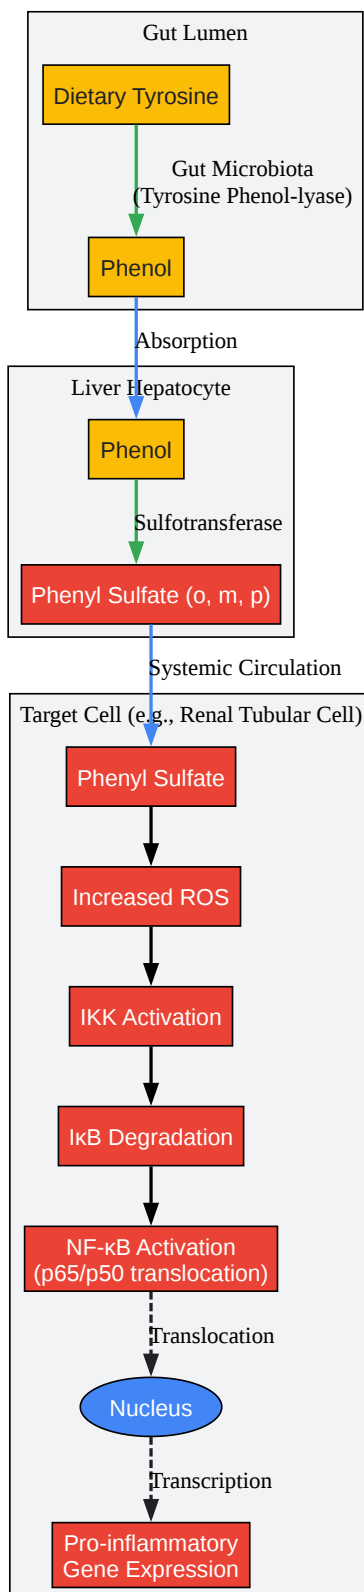 Gut Lumen
Dietary Tyrosine
Gut Microbiota
(Tyrosine Phenol-lyase)
Phenol
Absorption
Liver Hepatocyte
Phenol
Sulfotransferase
Phenyl Sulfate (o, m, p)
Systemic Circulation
Target Cell (e.g., Renal Tubular Cell)
Phenyl Sulfate
Increased ROS
IKK Activation
IκB Degradation
NF-κB Activation
(p65/p50 translocation)
Translocation
Nucleus
Transcription
Pro-inflammatory
Gene Expression